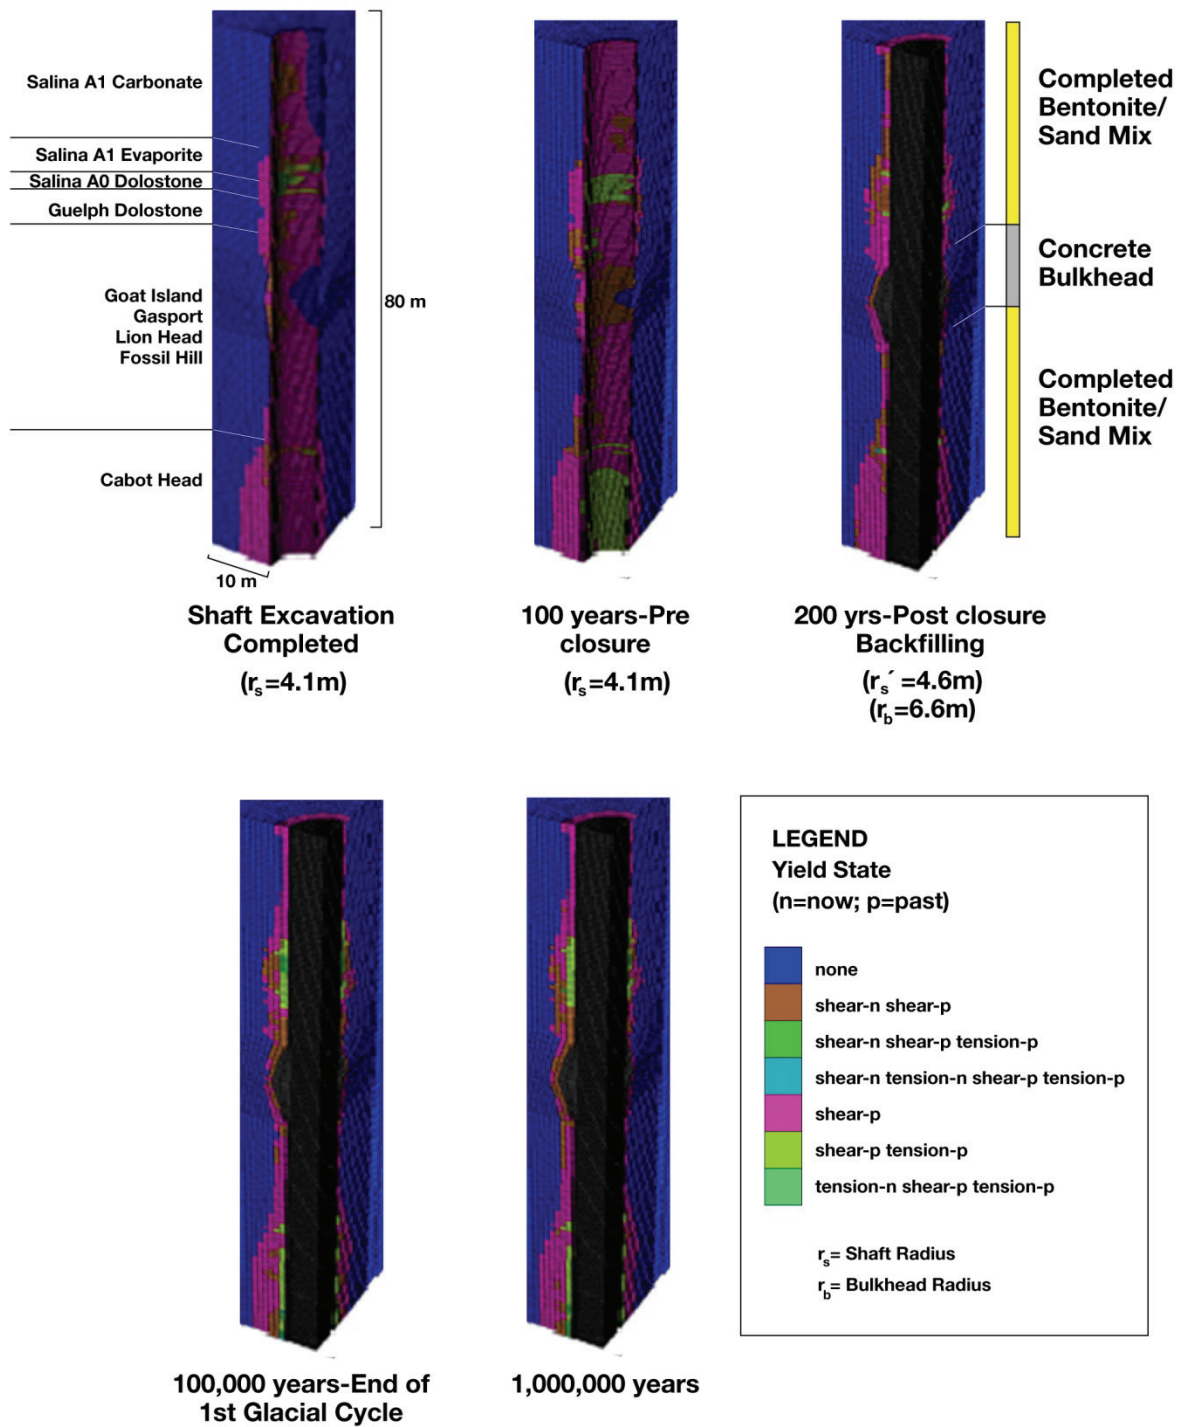 Salina A1 Carbonate
Salina A1 Evaporite
Salina A0 Dolostone
Guelph Dolostone
Goat Island
Gasport
Lion Head
Fossil Hill
Cabot Head
80 m
10 m
Shaft Excavation
Completed
(rs=4.1m)
100 years-Pre
closure
(rs=4.1m)
200 yrs-Post closure
Backfilling
(rs´ =4.6m)
(rb=6.6m)
Completed
Bentonite/
Sand Mix
Concrete
Bulkhead
Completed
Bentonite/
Sand Mix
100,000 years-End of
1st Glacial Cycle
1,000,000 years
LEGEND
Yield State
(n=now; p=past)
none
shear-n shear-p
shear-n shear-p tension-p
shear-n tension-n shear-p tension-p
shear-p
shear-p tension-p
tension-n shear-p tension-p
rs= Shaft Radius
rb= Bulkhead Radius